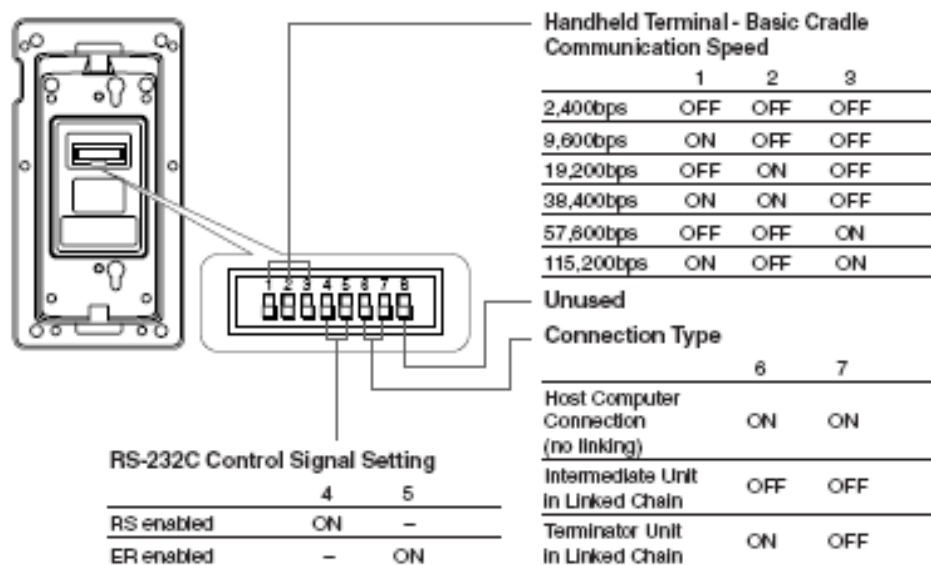 Handheld Terminal - Basic Cradle
Communication Speed
1 2 3
2,400bps OFF OFF OFF
9,600bps ON OFF OFF
19,200bps OFF ON OFF
38,400bps ON ON OFF
57,600bps OFF OFF ON
115,200bps ON OFF ON
1 2 3 4 5 6 7 8
Unused
Connection Type
6 7
Host Computer
Connection ON ON
(no linking)
Intermediate Unit
in Linked Chain OFF OFF
Terminator Unit
in Linked Chain ON OFF
RS-232C Control Signal Setting
4 5
RS enabled ON –
ER enabled – ON